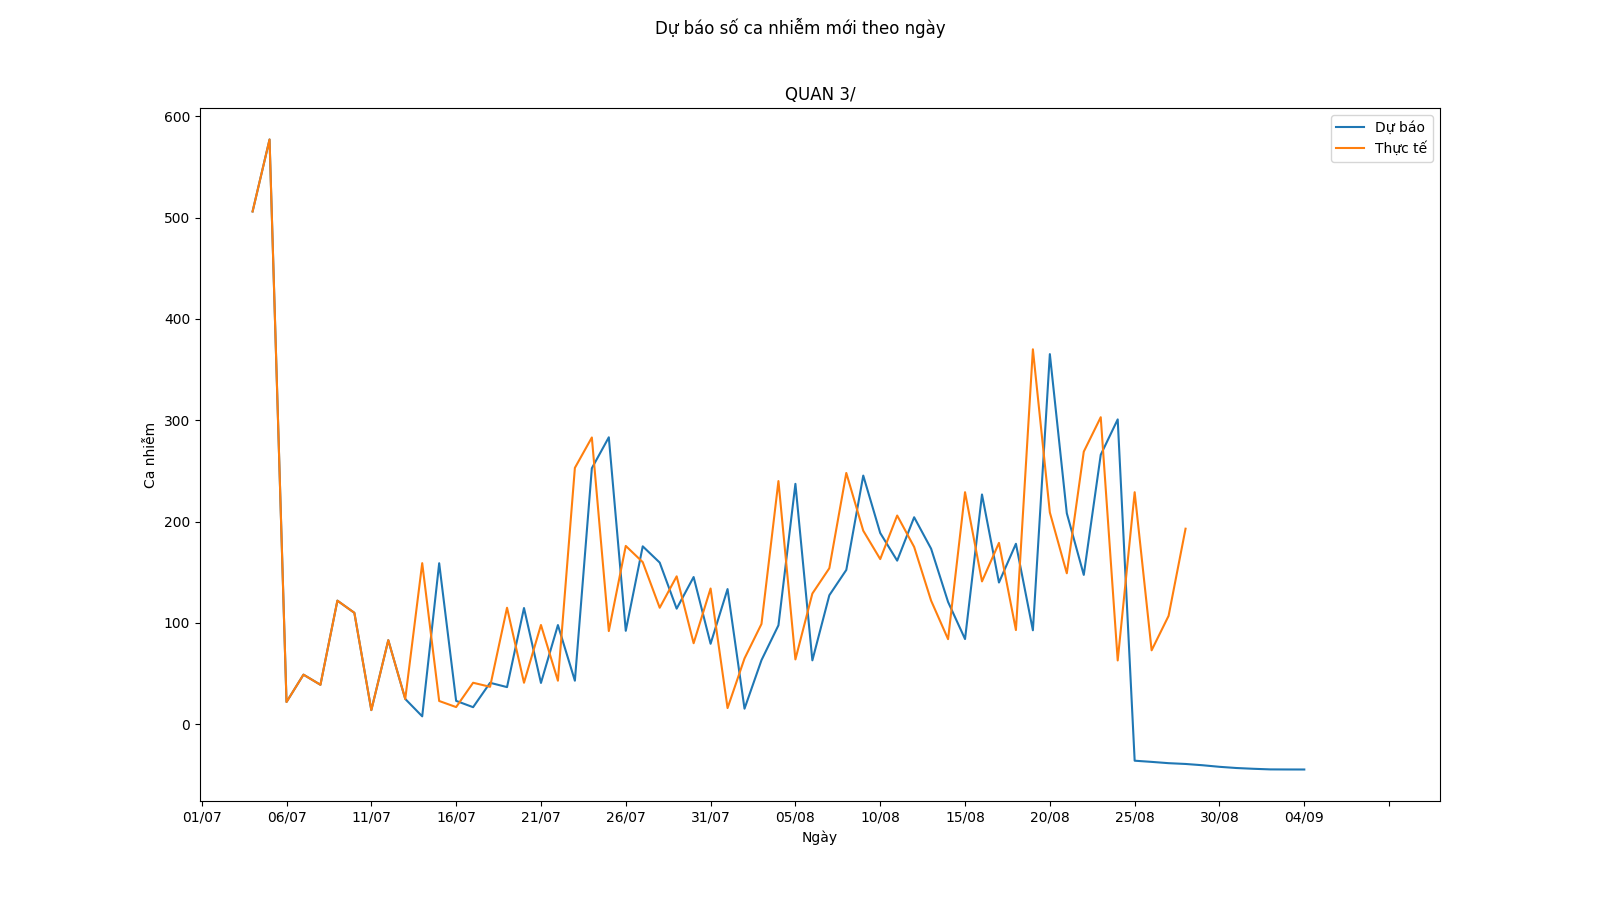 Dự báo số ca nhiễm mới theo ngày
QUAN 3/
Dự báo
Thực tế
600
500
400
300
200
100
0
Ca nhiễm
01/07 06/07 11/07 16/07 21/07 26/07 31/07 05/08 10/08 15/08 20/08 25/08 30/08 04/09
Ngày